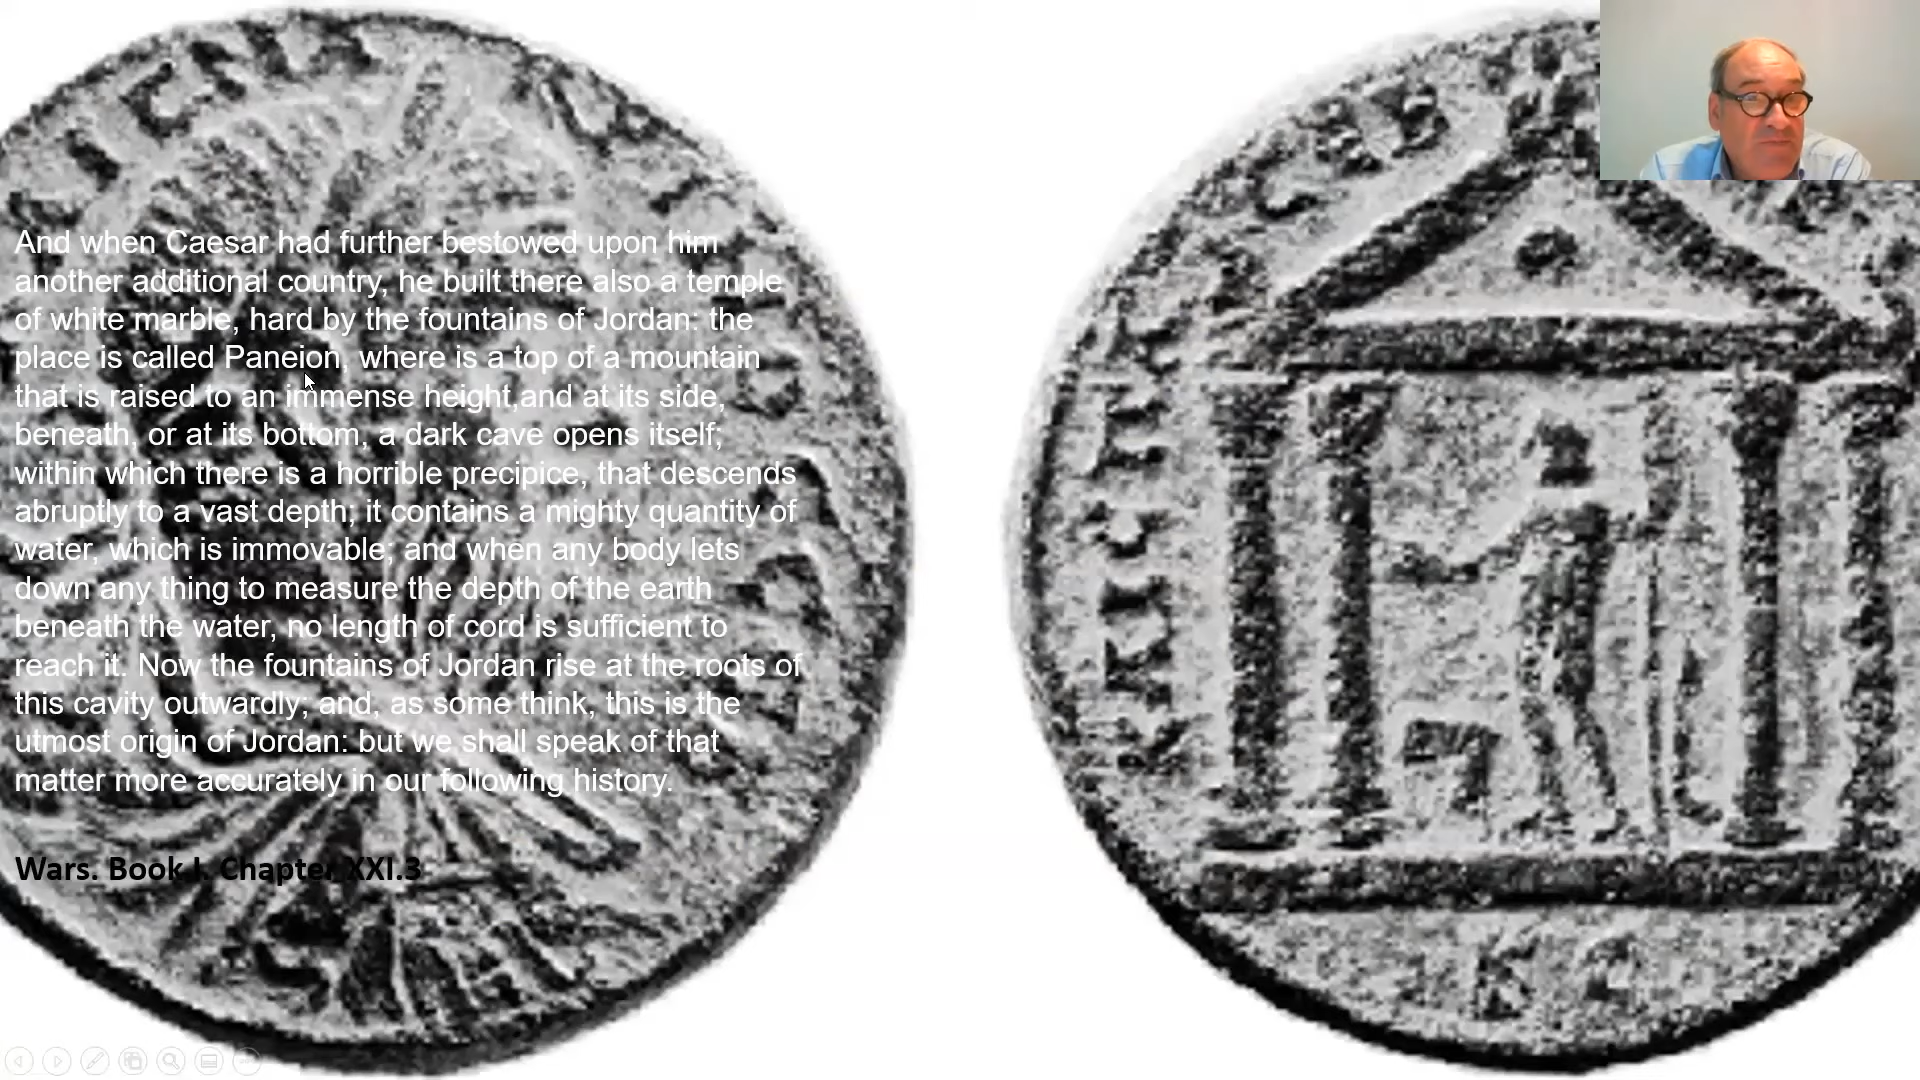 And when Caesar had further bestowed upon him
another additional country, he built there also a temple
of white marble, hard by the fountains of Jordan: the
place is called Paneion, where is a top of a mountain
that is raised to an immense height,and at its side,
beneath, or at its bottom, a dark cave opens itself;
within which there is a horrible precipice, that descends
abruptly to a vast depth; it contains a mighty quantity of
water, which is immovable; and when any body lets
down any thing to measure the depth of the earth
beneath the water, no length of cord is sufficient to
reach it. Now the fountains of Jordan rise at the roots of
this cavity outwardly; and, as some think, this is the
utmost origin of Jordan: but we shall speak of that
matter more accurately in our following history.
Wars. Book I. Chapter XXI.3